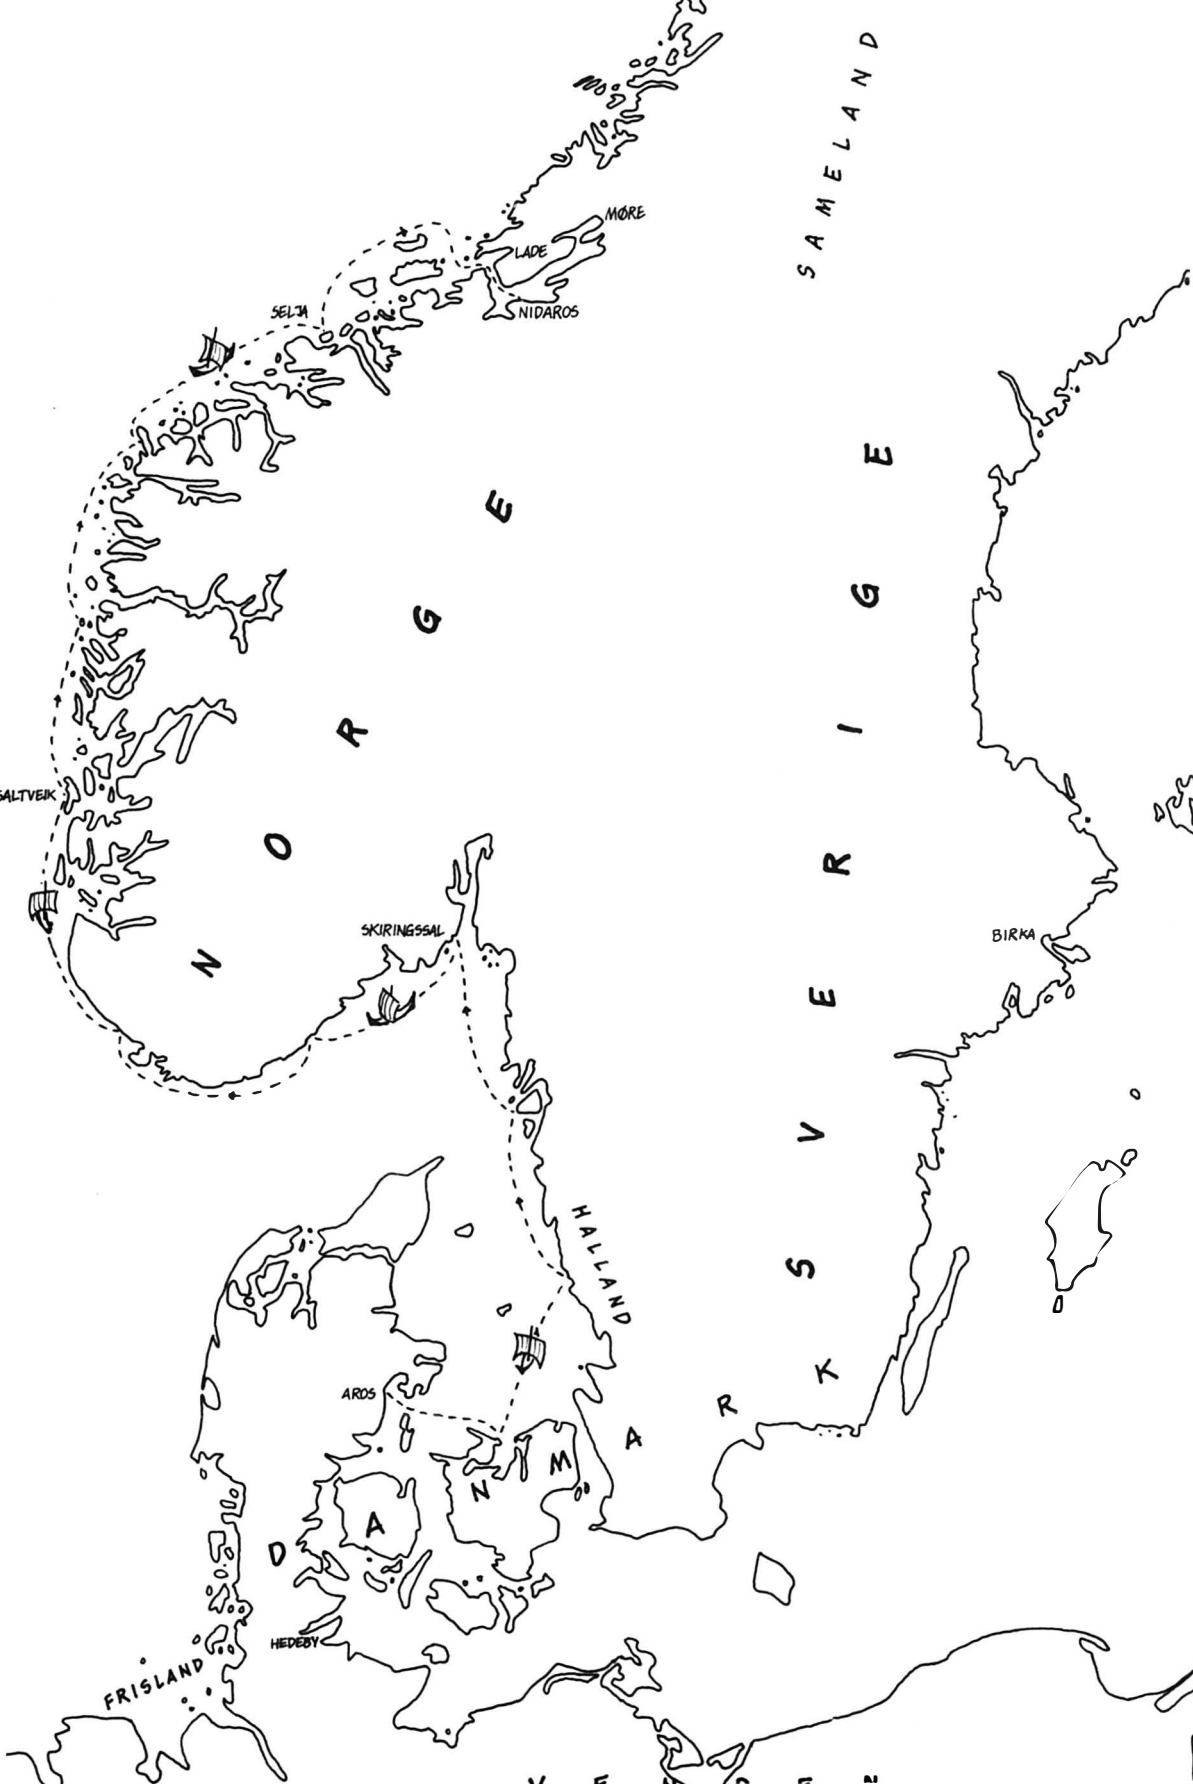 SAMELAND
MØRE
LADE
SELJA
NIDAROS
NORGE
SVERIGE
SALTVEIK
SKIRINGSSAL
BIRKA
HALLAND
AROS
DANMARK
HEDEBY
FRISLAND